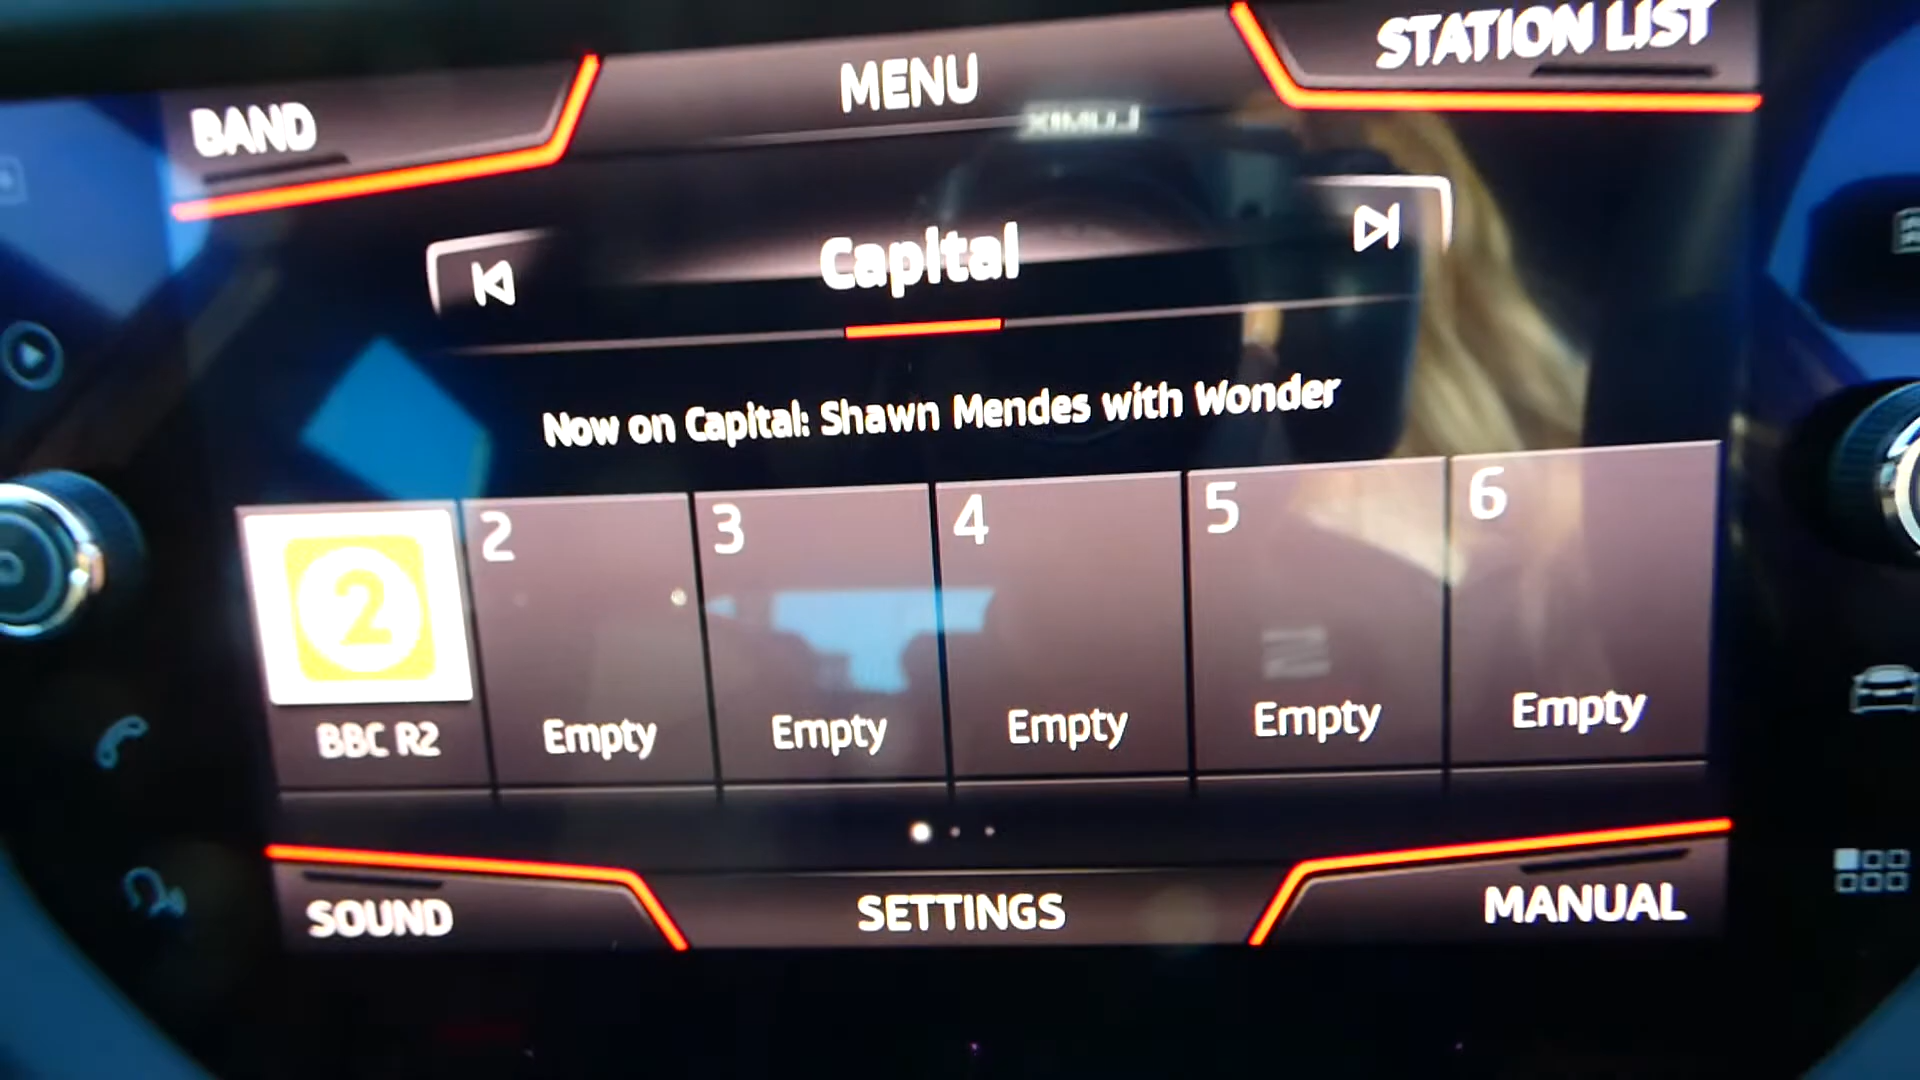 BAND
MENU
STATION LIST
LUMIX
Capital
Now on Capital: Shawn Mendes with Wonder
2
2
3
4
5
6
BBC R2
Empty
Empty
Empty
Empty
Empty
SOUND
SETTINGS
MANUAL